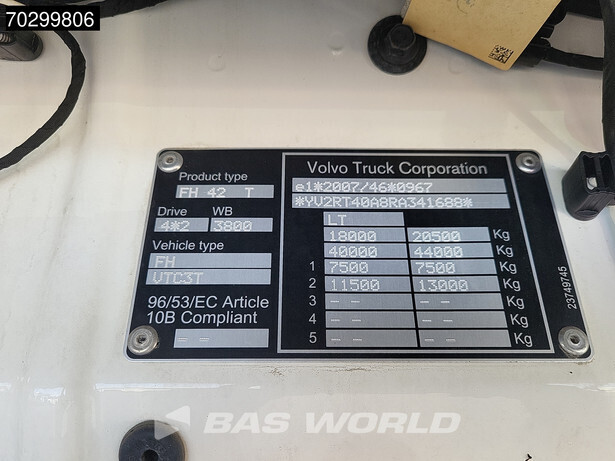 70299806
Product type
FH 42 T
Drive WB
4*2 3800
Vehicle type
FH
VTC3T
96/53/EC Article
10B Compliant
-- --
Volvo Truck Corporation
e1*2007/46*0967
*YV2RT40A8RA341688*
LT
18000 20500 Kg
40000 44000 Kg
1 7500 7500 Kg
2 11500 13000 Kg
3 -- -- -- -- Kg
4 -- -- -- -- Kg
5 -- -- -- -- Kg
23749745
BAS WORLD